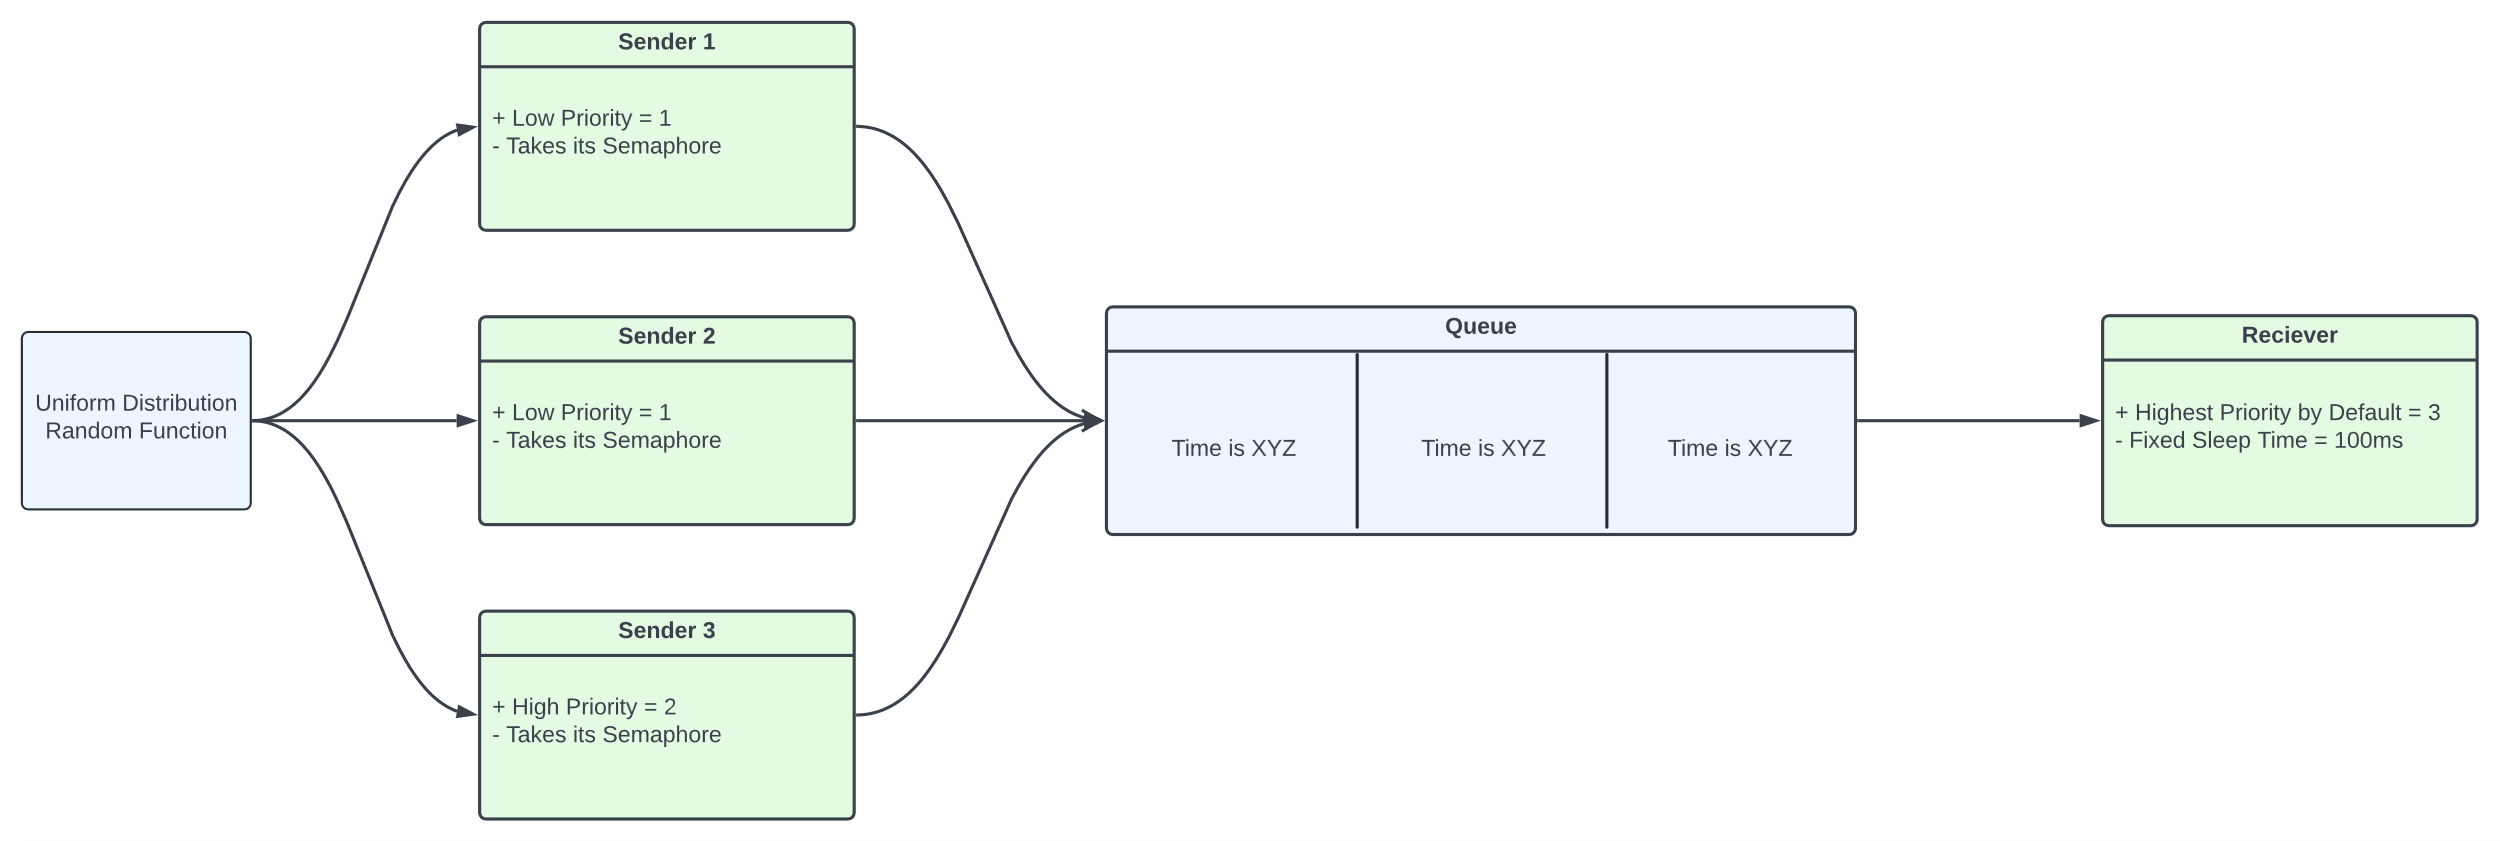 Sender 1
+ Low Priority = 1
- Takes its Semaphore
Uniform Distribution
Random Function
Sender 2
+ Low Priority = 1
- Takes its Semaphore
Sender 3
+ High Priority = 2
- Takes its Semaphore
Queue
Time is XYZ
Time is XYZ
Time is XYZ
Reciever
+ Highest Priority by Default = 3
- Fixed Sleep Time = 100ms